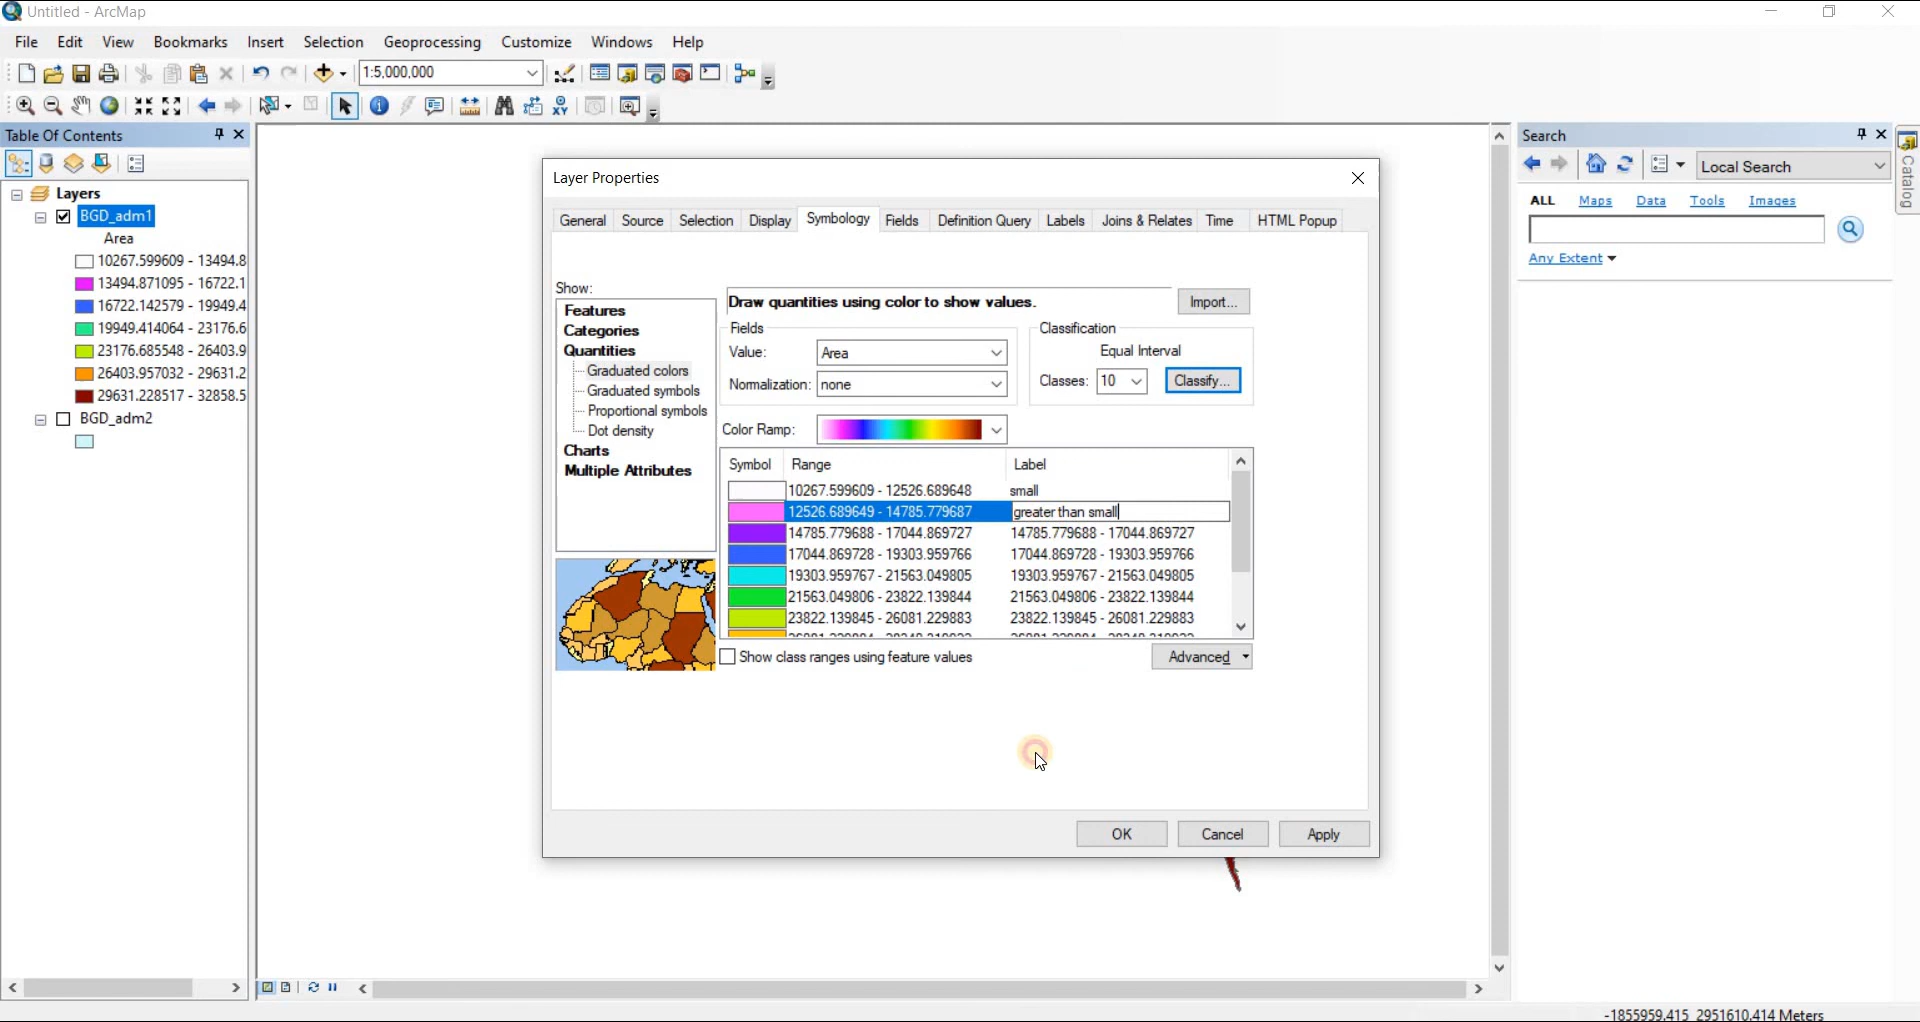 Untitled - ArcMap
File Edit View Bookmarks Insert Selection Geoprocessing Customize Windows Help
1:5,000,000
Table Of Contents
Layers
BGD_adm1
Area
10267.599609 - 13494.8
13494.871095 - 16722.1
16722.142579 - 19949.4
19949.414064 - 23176.6
23176.685548 - 26403.9
26403.957032 - 29631.2
29631.228517 - 32858.5
BGD_adm2
Layer Properties
General Source Selection Display Symbology Fields Definition Query Labels Joins & Relates Time HTML Popup
Show:
Features
Categories
Quantities
Graduated colors
Graduated symbols
Proportional symbols
Dot density
Charts
Multiple Attributes
Draw quantities using color to show values.
Import...
Fields
Value: Area
Normalization: none
Classification
Equal Interval
Classes: 10 Classify...
Color Ramp:
Symbol Range Label
10267.599609 - 12526.689648 small
12526.689649 - 14785.779687 greater than small
14785.779688 - 17044.869727 14785.779688 - 17044.869727
17044.869728 - 19303.959766 17044.869728 - 19303.959766
19303.959767 - 21563.049805 19303.959767 - 21563.049805
21563.049806 - 23822.139844 21563.049806 - 23822.139844
23822.139845 - 26081.229883 23822.139845 - 26081.229883
Show class ranges using feature values
Advanced
OK Cancel Apply
Search
Local Search
ALL Maps Data Tools Images
Any Extent
Catalog
-1855959.415 2951610.414 Meters